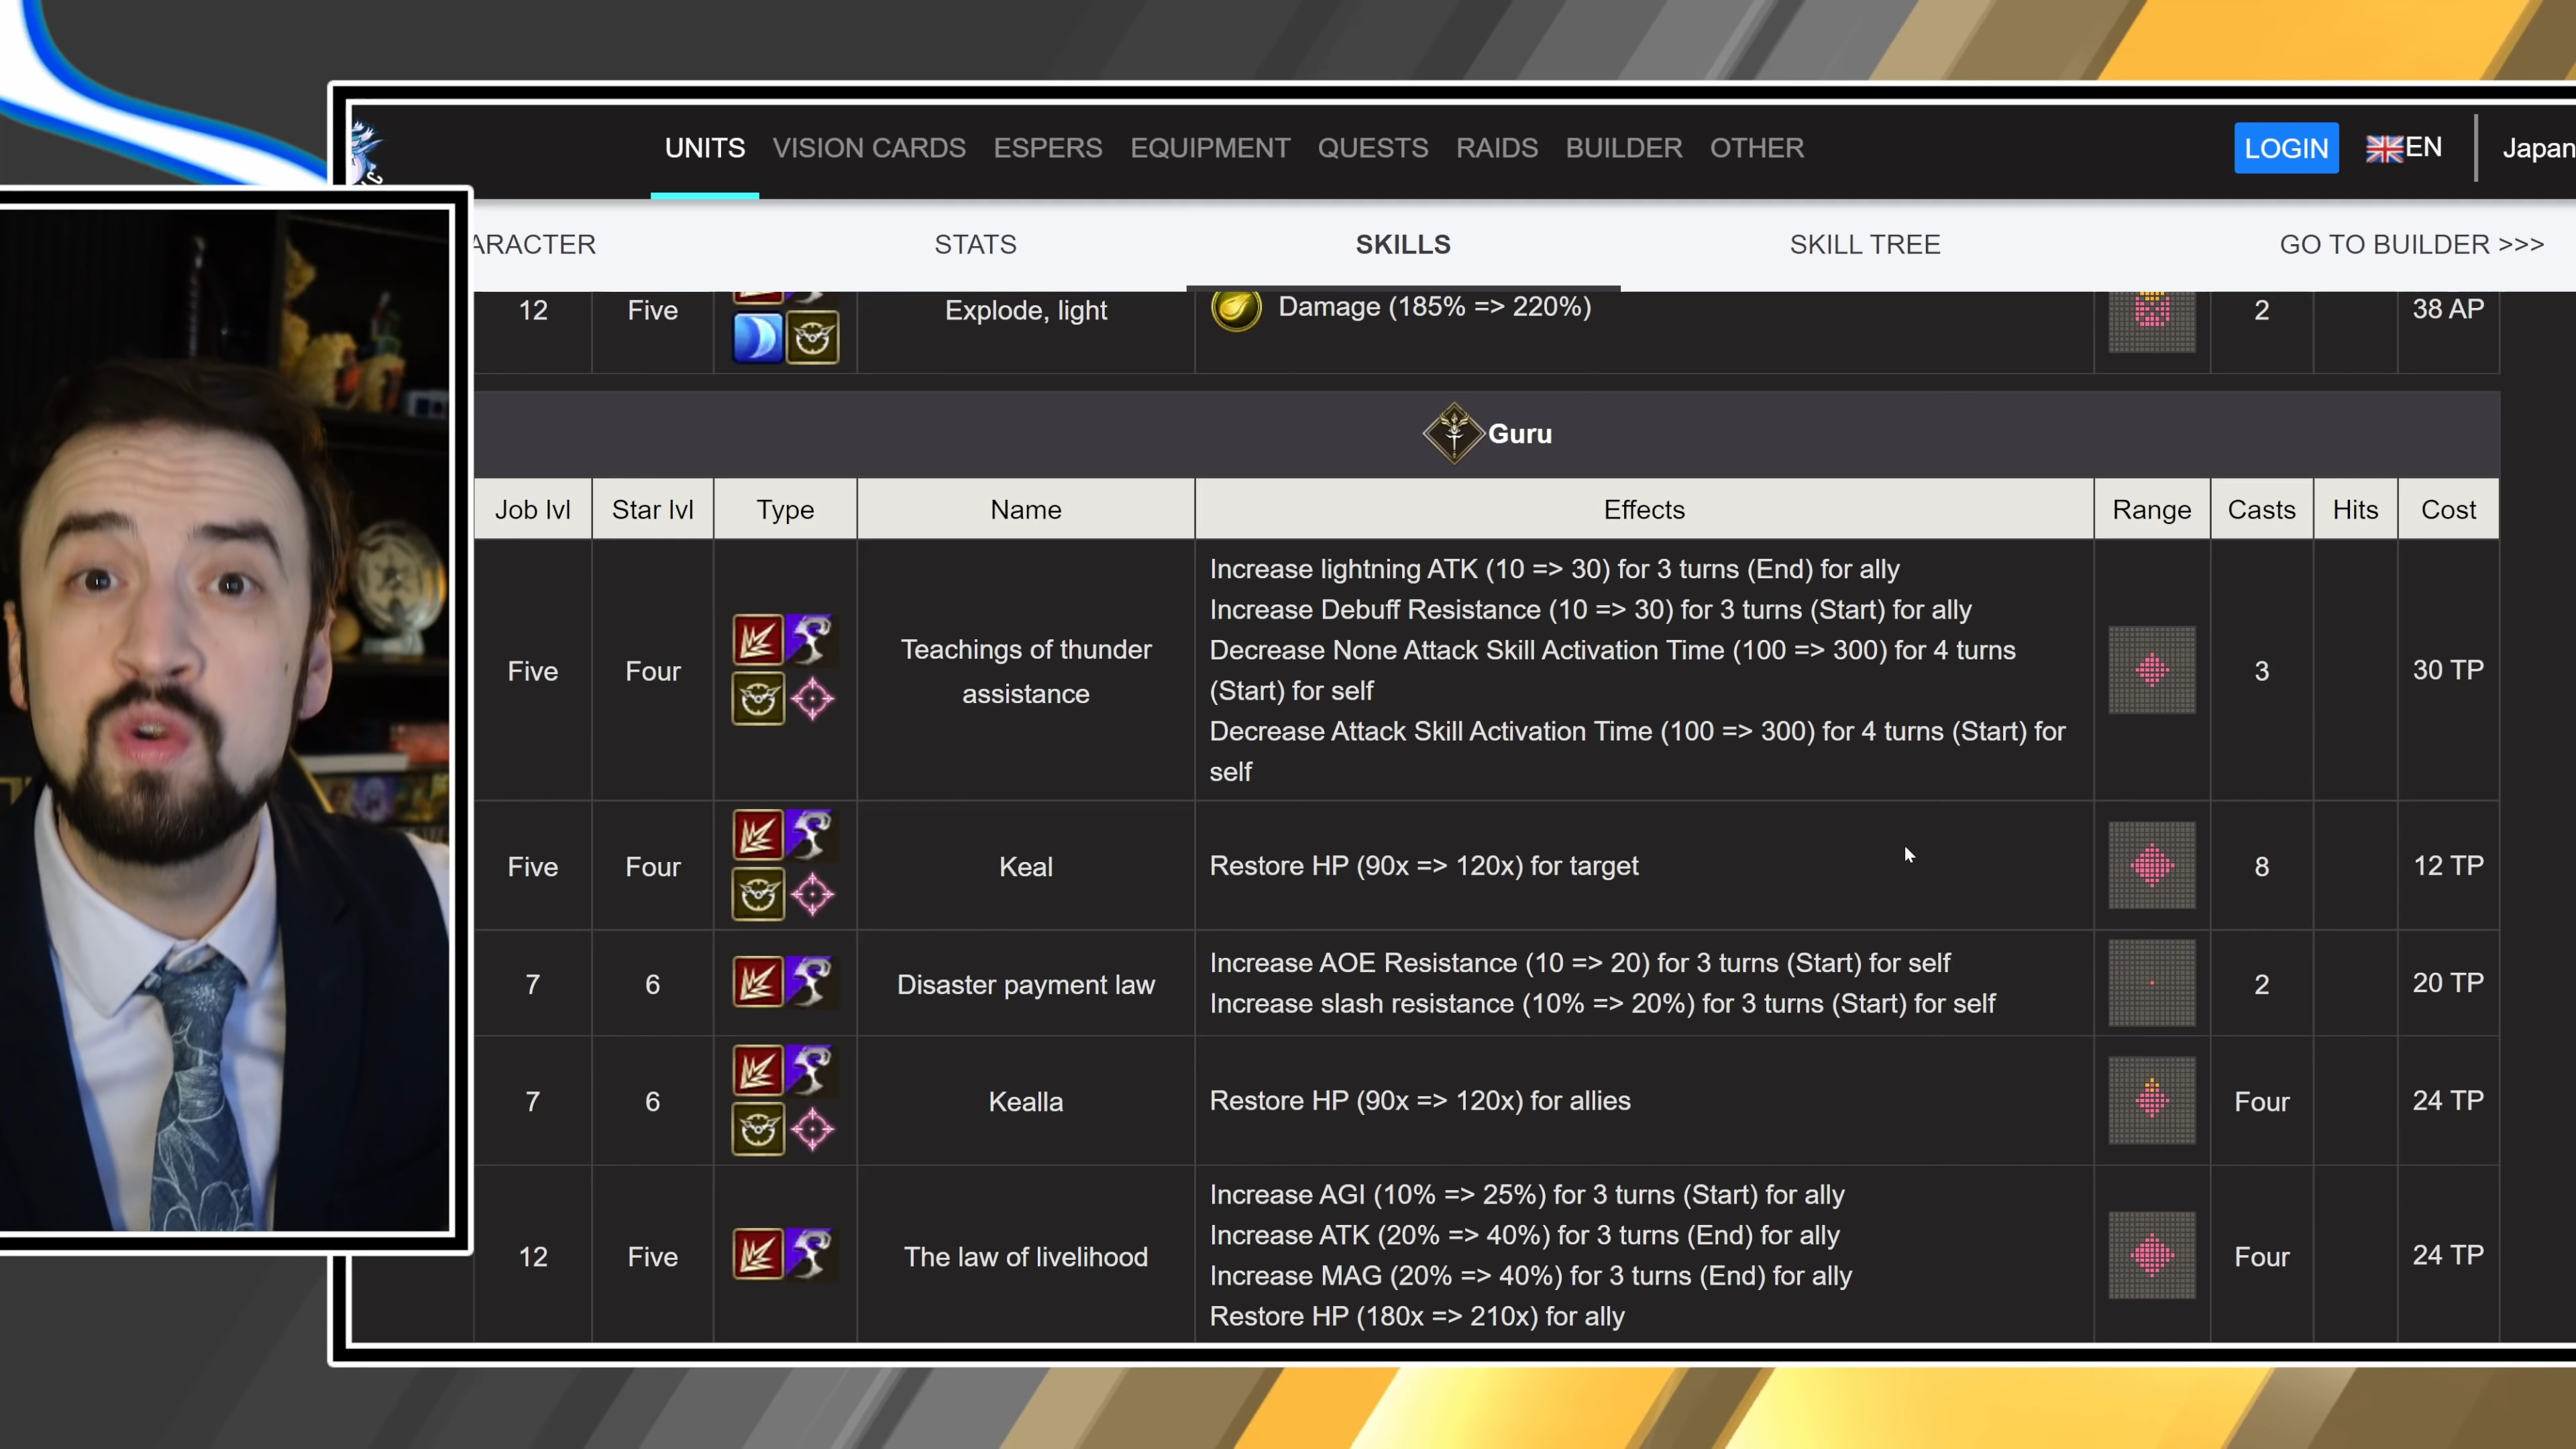 UNITS VISION CARDS ESPERS EQUIPMENT QUESTS RAIDS BUILDER OTHER LOGIN EN Japan
ARACTER STATS SKILLS SKILL TREE GO TO BUILDER >>>
12 Five Explode, light Damage (185% => 220%) 2 38 AP
Guru
Job lvl Star lvl Type Name Effects Range Casts Hits Cost
Five Four Teachings of thunder
assistance
Increase lightning ATK (10 => 30) for 3 turns (End) for ally
Increase Debuff Resistance (10 => 30) for 3 turns (Start) for ally
Decrease None Attack Skill Activation Time (100 => 300) for 4 turns
(Start) for self
Decrease Attack Skill Activation Time (100 => 300) for 4 turns (Start) for
self
3 30 TP
Five Four Keal Restore HP (90x => 120x) for target 8 12 TP
7 6 Disaster payment law
Increase AOE Resistance (10 => 20) for 3 turns (Start) for self
Increase slash resistance (10% => 20%) for 3 turns (Start) for self
2 20 TP
7 6 Kealla Restore HP (90x => 120x) for allies Four 24 TP
12 Five The law of livelihood
Increase AGI (10% => 25%) for 3 turns (Start) for ally
Increase ATK (20% => 40%) for 3 turns (End) for ally
Increase MAG (20% => 40%) for 3 turns (End) for ally
Restore HP (180x => 210x) for ally
Four 24 TP